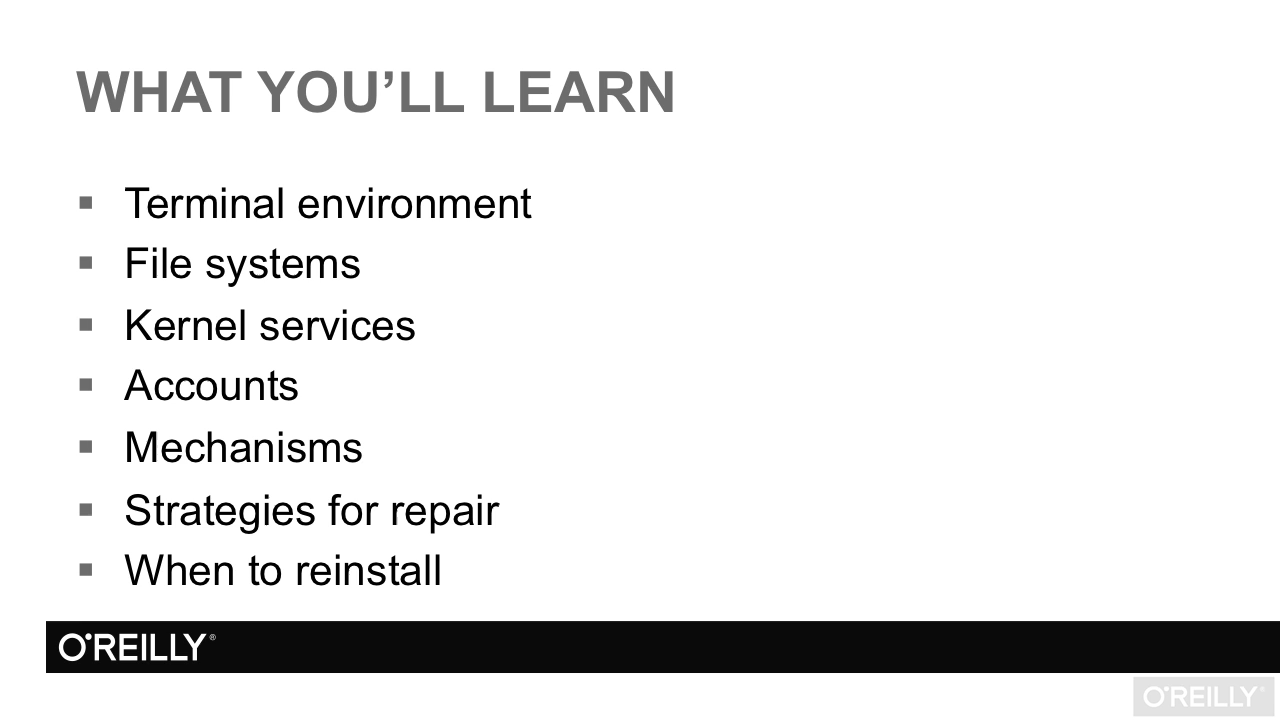 WHAT YOU’LL LEARN
▪ Terminal environment
▪ File systems
▪ Kernel services
▪ Accounts
▪ Mechanisms
▪ Strategies for repair
▪ When to reinstall
O'REILLY®
O'REILLY®